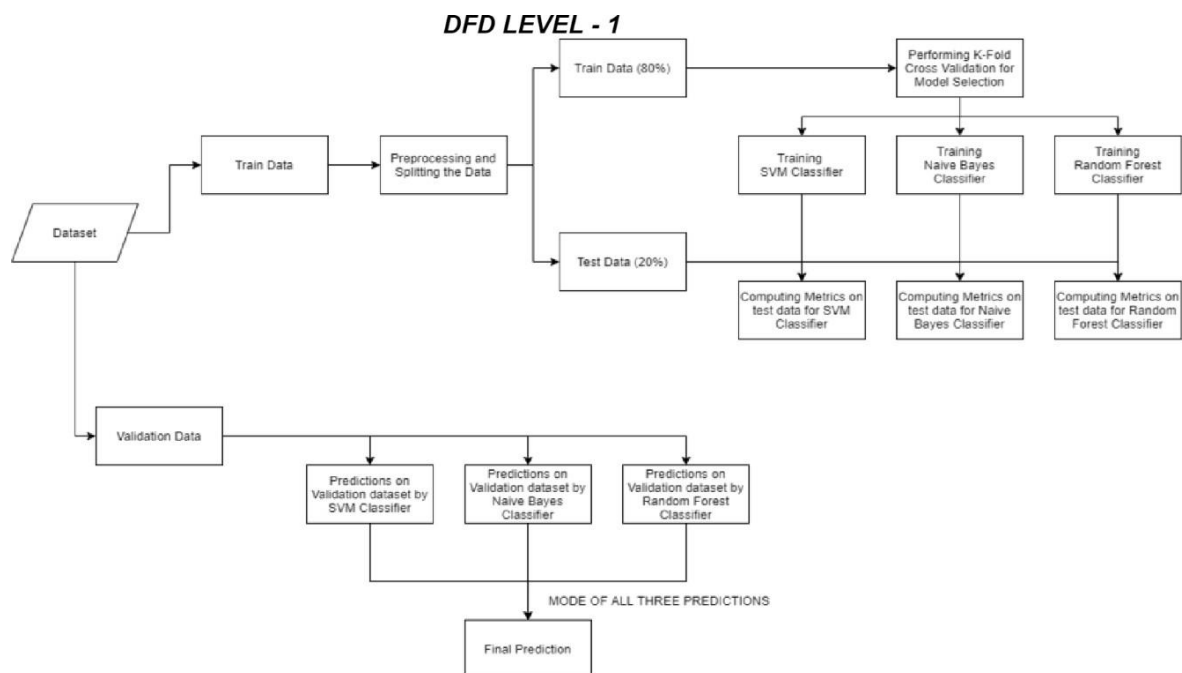 DFD LEVEL - 1
Train Data (80%)
Performing K-Fold
Cross Validation for
Model Selection
Train Data
Preprocessing and
Splitting the Data
Training
SVM Classifier
Training
Naive Bayes
Classifier
Training
Random Forest
Classifier
Dataset
Test Data (20%)
Computing Metrics on
test data for SVM
Classifier
Computing Metrics on
test data for Naive
Bayes Classifier
Computing Metrics on
test data for Random
Forest Classifier
Validation Data
Predictions on
Validation dataset by
SVM Classifier
Predictions on
Validation dataset by
Naive Bayes
Classifier
Predictions on
Validation dataset by
Random Forest
Classifier
MODE OF ALL THREE PREDICTIONS
Final Prediction